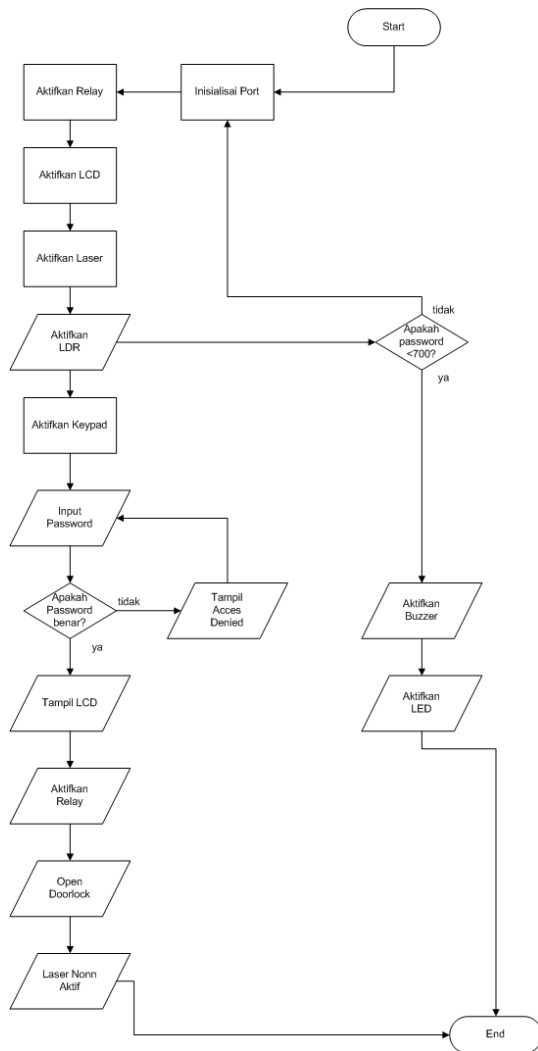 Start
Inisialisai Port
Aktifkan Relay
Aktifkan LCD
Aktifkan Laser
Aktifkan
LDR
tidak
Apakah
password
<700?
ya
Aktifkan Keypad
Input
Password
Apakah
Password
benar?
tidak
Tampil
Acces
Denied
ya
Aktifkan
Buzzer
Tampil LCD
Aktifkan
LED
Aktifkan
Relay
Open
Doorlock
Laser Nonn
Aktif
End